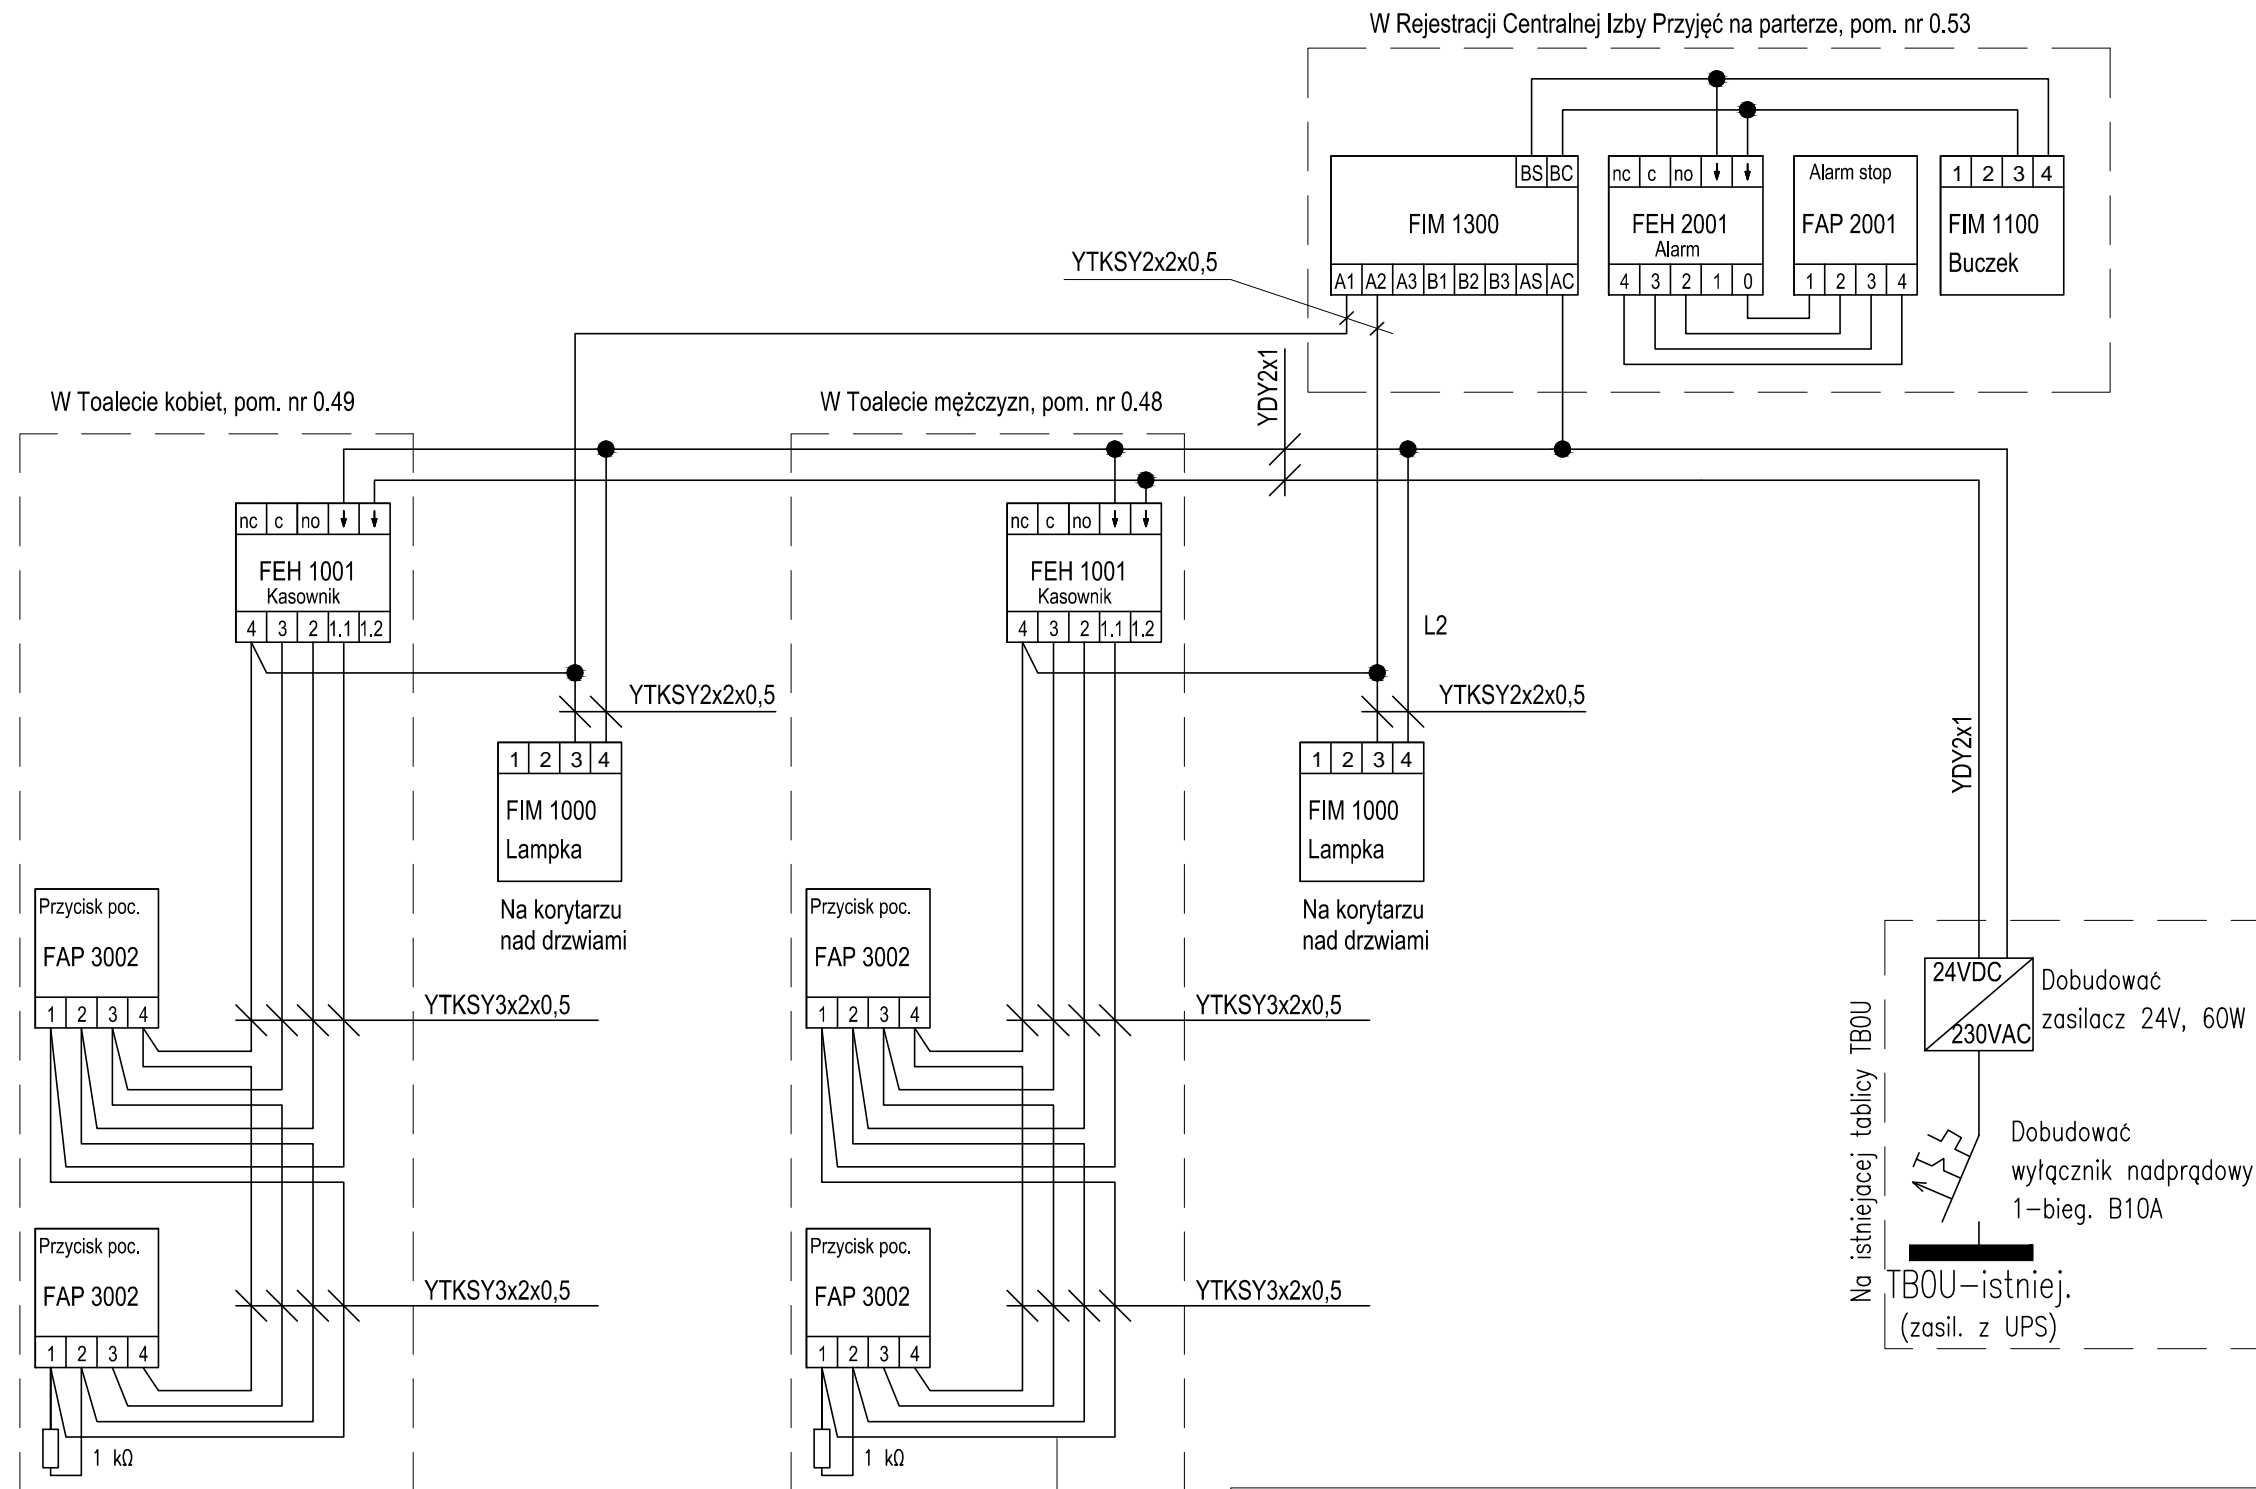 W Rejestracji Centralnej Izby Przyjęć na parterze, pom. nr 0.53
BS BC
FIM 1300
A1 A2 A3 B1 B2 B3 AS AC
nc c no
FEH 2001
Alarm
4 3 2 1 0
Alarm stop
FAP 2001
1 2 3 4
1 2 3 4
FIM 1100
Buczek
YTKSY2x2x0,5
YDY2x1
W Toalecie kobiet, pom. nr 0.49
W Toalecie mężczyzn, pom. nr 0.48
nc c no
FEH 1001
Kasownik
4 3 2 1.1 1.2
nc c no
FEH 1001
Kasownik
4 3 2 1.1 1.2
L2
YTKSY2x2x0,5
YTKSY2x2x0,5
1 2 3 4
FIM 1000
Lampka
Na korytarzu
nad drzwiami
1 2 3 4
FIM 1000
Lampka
Na korytarzu
nad drzwiami
YDY2x1
Przycisk poc.
FAP 3002
1 2 3 4
YTKSY3x2x0,5
Przycisk poc.
FAP 3002
1 2 3 4
YTKSY3x2x0,5
Na istniejacej tablicy TB0U
24VDC
230VAC
Dobudować
zasilacz 24V, 60W
Dobudować
wyłącznik nadprądowy
1-bieg. B10A
TB0U-istniej.
(zasil. z UPS)
Przycisk poc.
FAP 3002
1 2 3 4
YTKSY3x2x0,5
1 kΩ
Przycisk poc.
FAP 3002
1 2 3 4
YTKSY3x2x0,5
1 kΩ